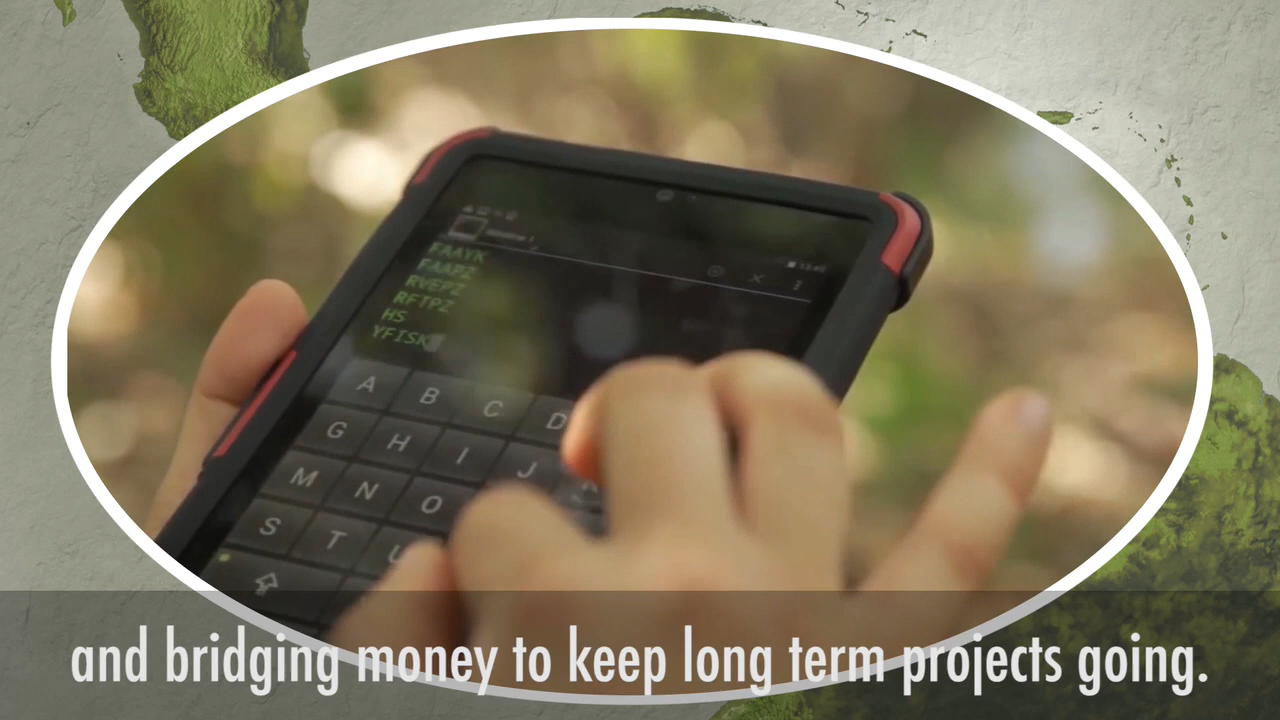 FAAYK
FAAPZ
RVEPZ
RFTPZ
HS
YFISK
A B C D
G H I J
M N O
S T U
and bridging money to keep long term projects going.